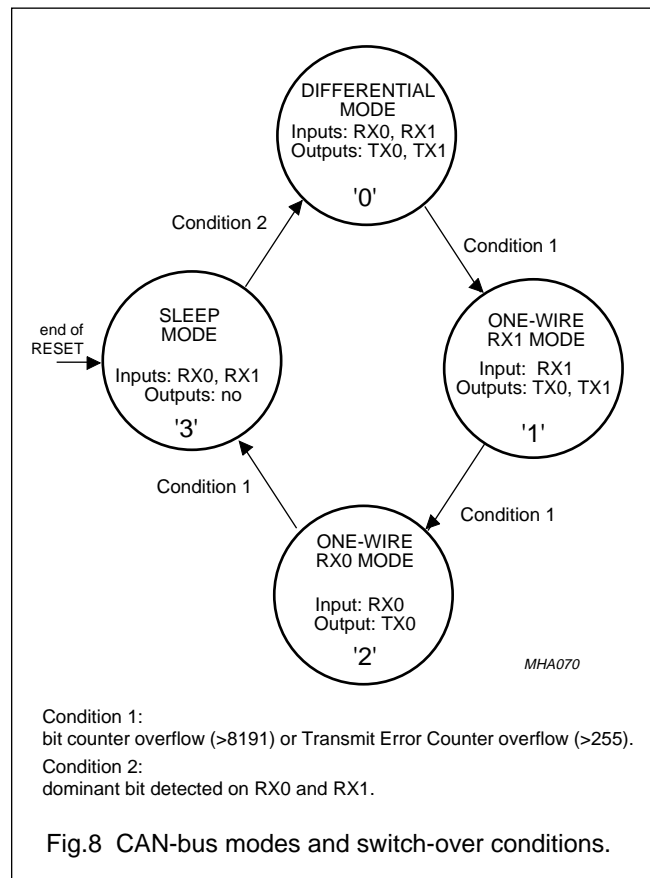 DIFFERENTIAL
MODE
Inputs: RX0, RX1
Outputs: TX0, TX1
'0'
Condition 2
Condition 1
end of
RESET
SLEEP
MODE
Inputs: RX0, RX1
Outputs: no
'3'
ONE-WIRE
RX1 MODE
Input: RX1
Outputs: TX0, TX1
'1'
Condition 1
Condition 1
ONE-WIRE
RX0 MODE
Input: RX0
Output: TX0
'2'
MHA070
Condition 1:
bit counter overflow (>8191) or Transmit Error Counter overflow (>255).
Condition 2:
dominant bit detected on RX0 and RX1.
Fig.8 CAN-bus modes and switch-over conditions.